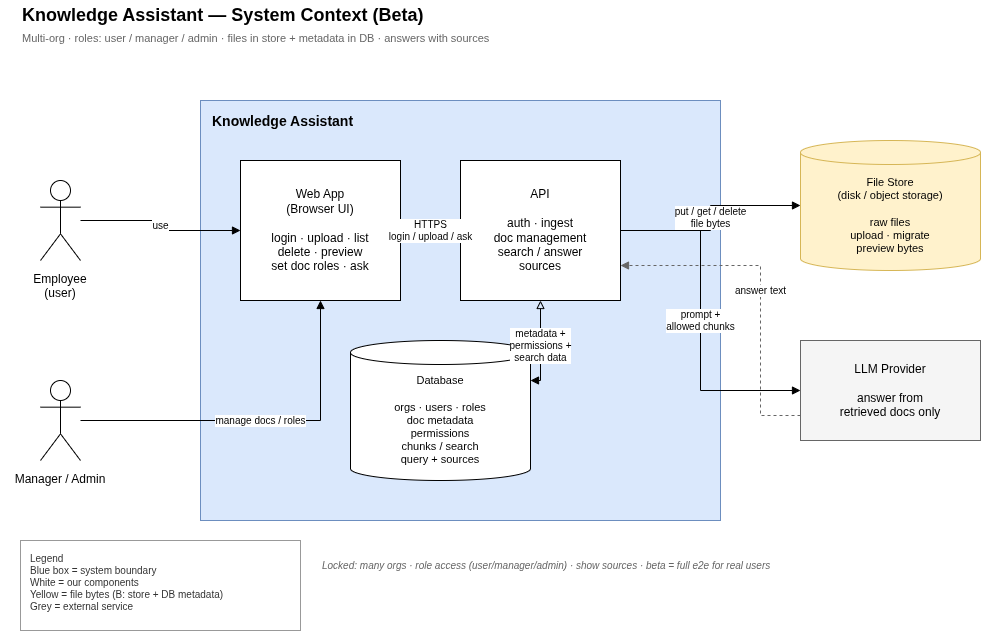 Knowledge Assistant — System Context (Beta)
Multi-org · roles: user / manager / admin · files in store + metadata in DB · answers with sources
Knowledge Assistant
Web App
(Browser UI)
login · upload · list
delete · preview
set doc roles · ask
HTTPS
login / upload / ask
API
auth · ingest
doc management
search / answer
sources
put / get / delete
file bytes
File Store
(disk / object storage)
raw files
upload · migrate
preview bytes
use
Employee
(user)
answer text
prompt +
allowed chunks
metadata +
permissions +
search data
LLM Provider
answer from
retrieved docs only
Database
orgs · users · roles
doc metadata
permissions
chunks / search
query + sources
manage docs / roles
Manager / Admin
Legend
Blue box = system boundary
White = our components
Yellow = file bytes (B: store + DB metadata)
Grey = external service
Locked: many orgs · role access (user/manager/admin) · show sources · beta = full e2e for real users